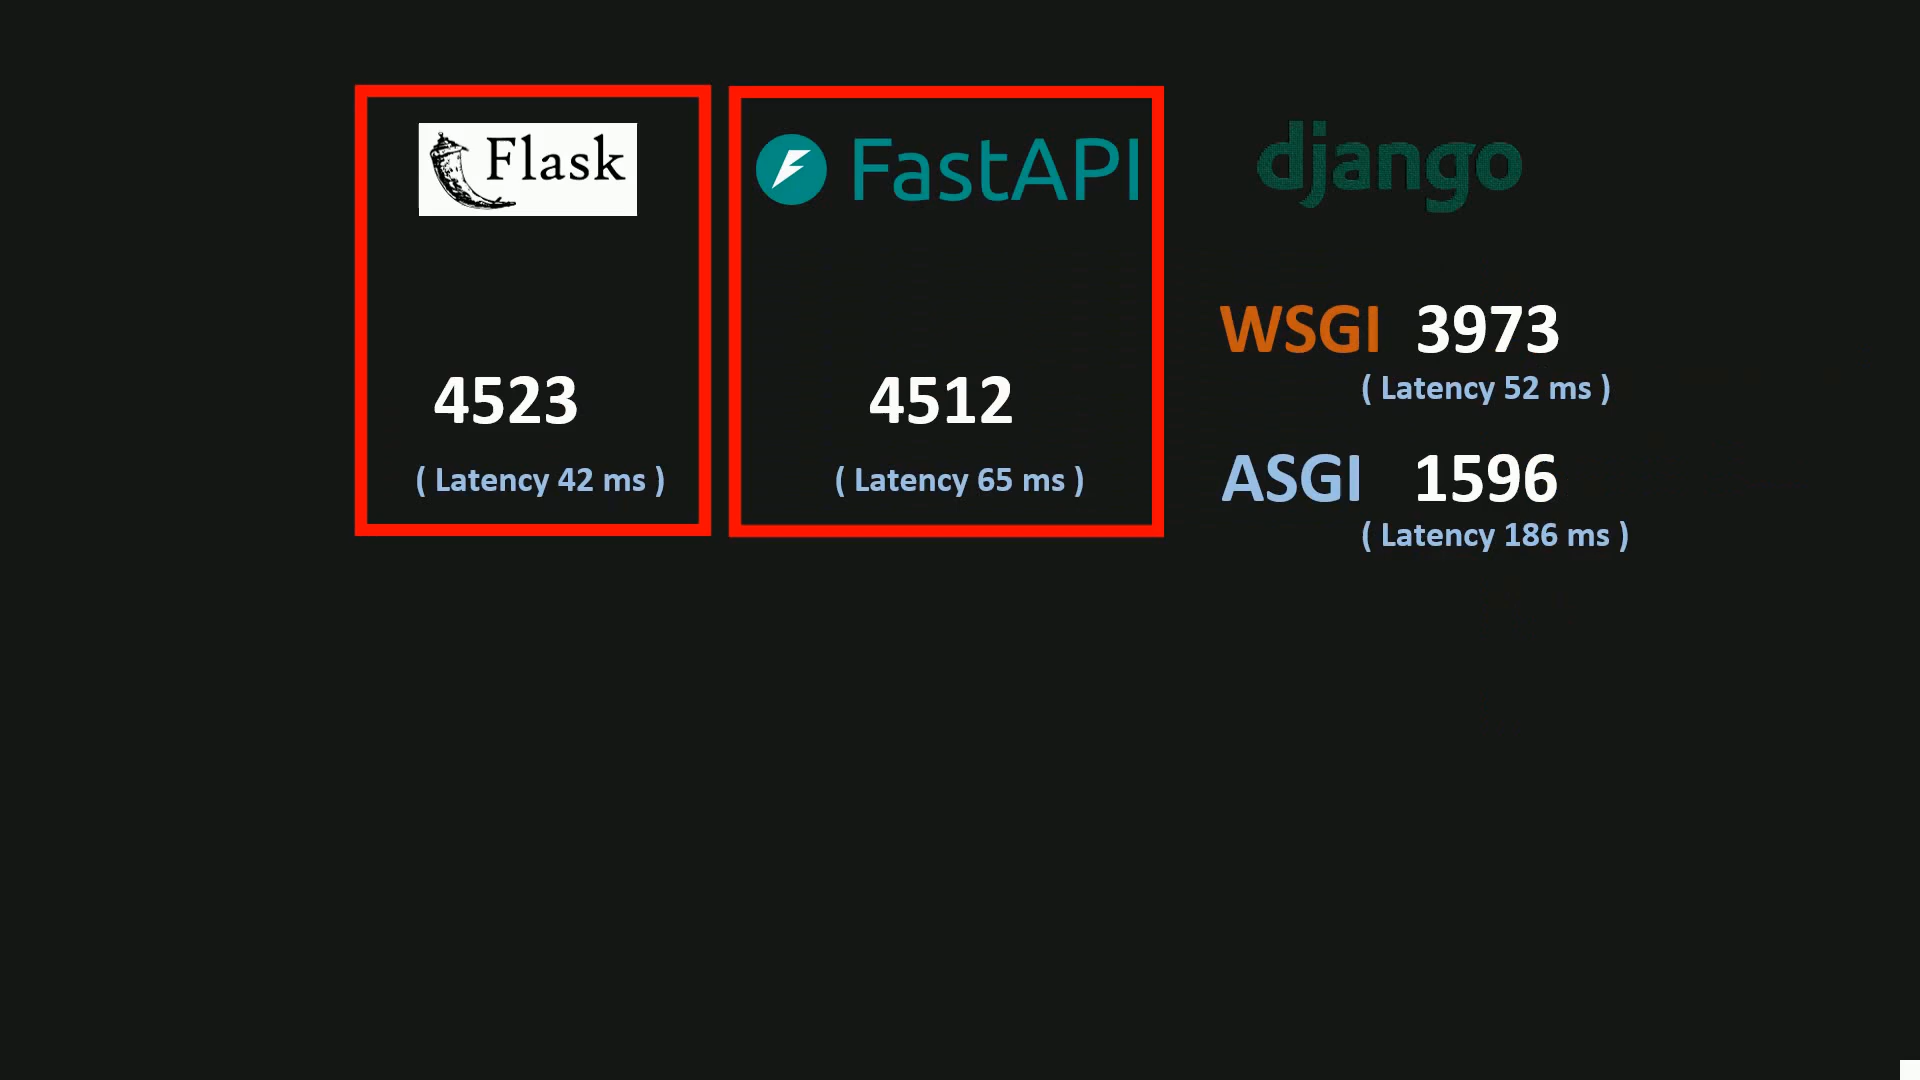 Flask
FastAPI
django
4523
( Latency 42 ms )
4512
( Latency 65 ms )
WSGI 3973
( Latency 52 ms )
ASGI 1596
( Latency 186 ms )